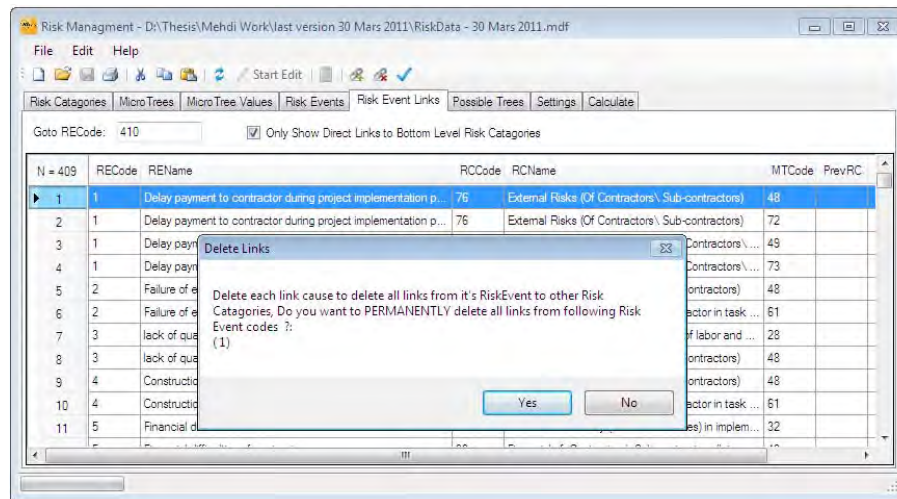 Risk Managment - D:\Thesis\Mehdi Work\last version 30 Mars 2011\RiskData - 30 Mars 2011.mdf
File Edit Help
Start Edit
Risk Catagories MicroTrees MicroTree Values Risk Events Risk Event Links Possible Trees Settings Calculate
Goto RECode: 410 Only Show Direct Links to Bottom Level Risk Catagories
N = 409 RECode REName RCCode RCName MTCode PrevRC
1 1 Delay payment to contractor during project implementation p... 76 External Risks (Of Contractors\ Sub-contractors) 48
2 1 Delay payment to contractor during project implementation p... 76 External Risks (Of Contractors\ Sub-contractors) 72
3 1 Delay payn Contractors\ ... 49
4 1 Delay payn Contractors\ ... 73
5 2 Failure of e ontractors) 48
6 2 Failure of e actor in task ... 61
7 3 lack of qua of labor and ... 28
8 3 lack of qua ontractors) 48
9 4 Constructic ontractors) 48
10 4 Constructic actor in task ... 61
11 5 Financial d es) in implem... 32
Delete Links
Delete each link cause to delete all links from it's RiskEvent to other Risk
Catagories, Do you want to PERMANENTLY delete all links from following Risk
Event codes ?:
(1)
Yes No